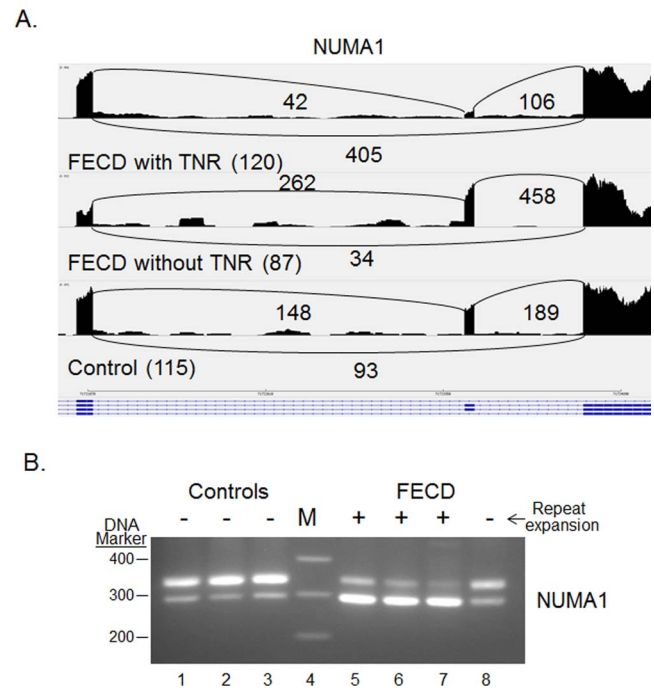 A.
NUMA1
42
106
FECD with TNR (120)
405
262
458
FECD without TNR (87)
34
148
189
Control (115)
93
B.
Controls
FECD
DNA
Marker
- - - M + + + -
←Repeat
expansion
400
300
200
NUMA1
1 2 3 4 5 6 7 8